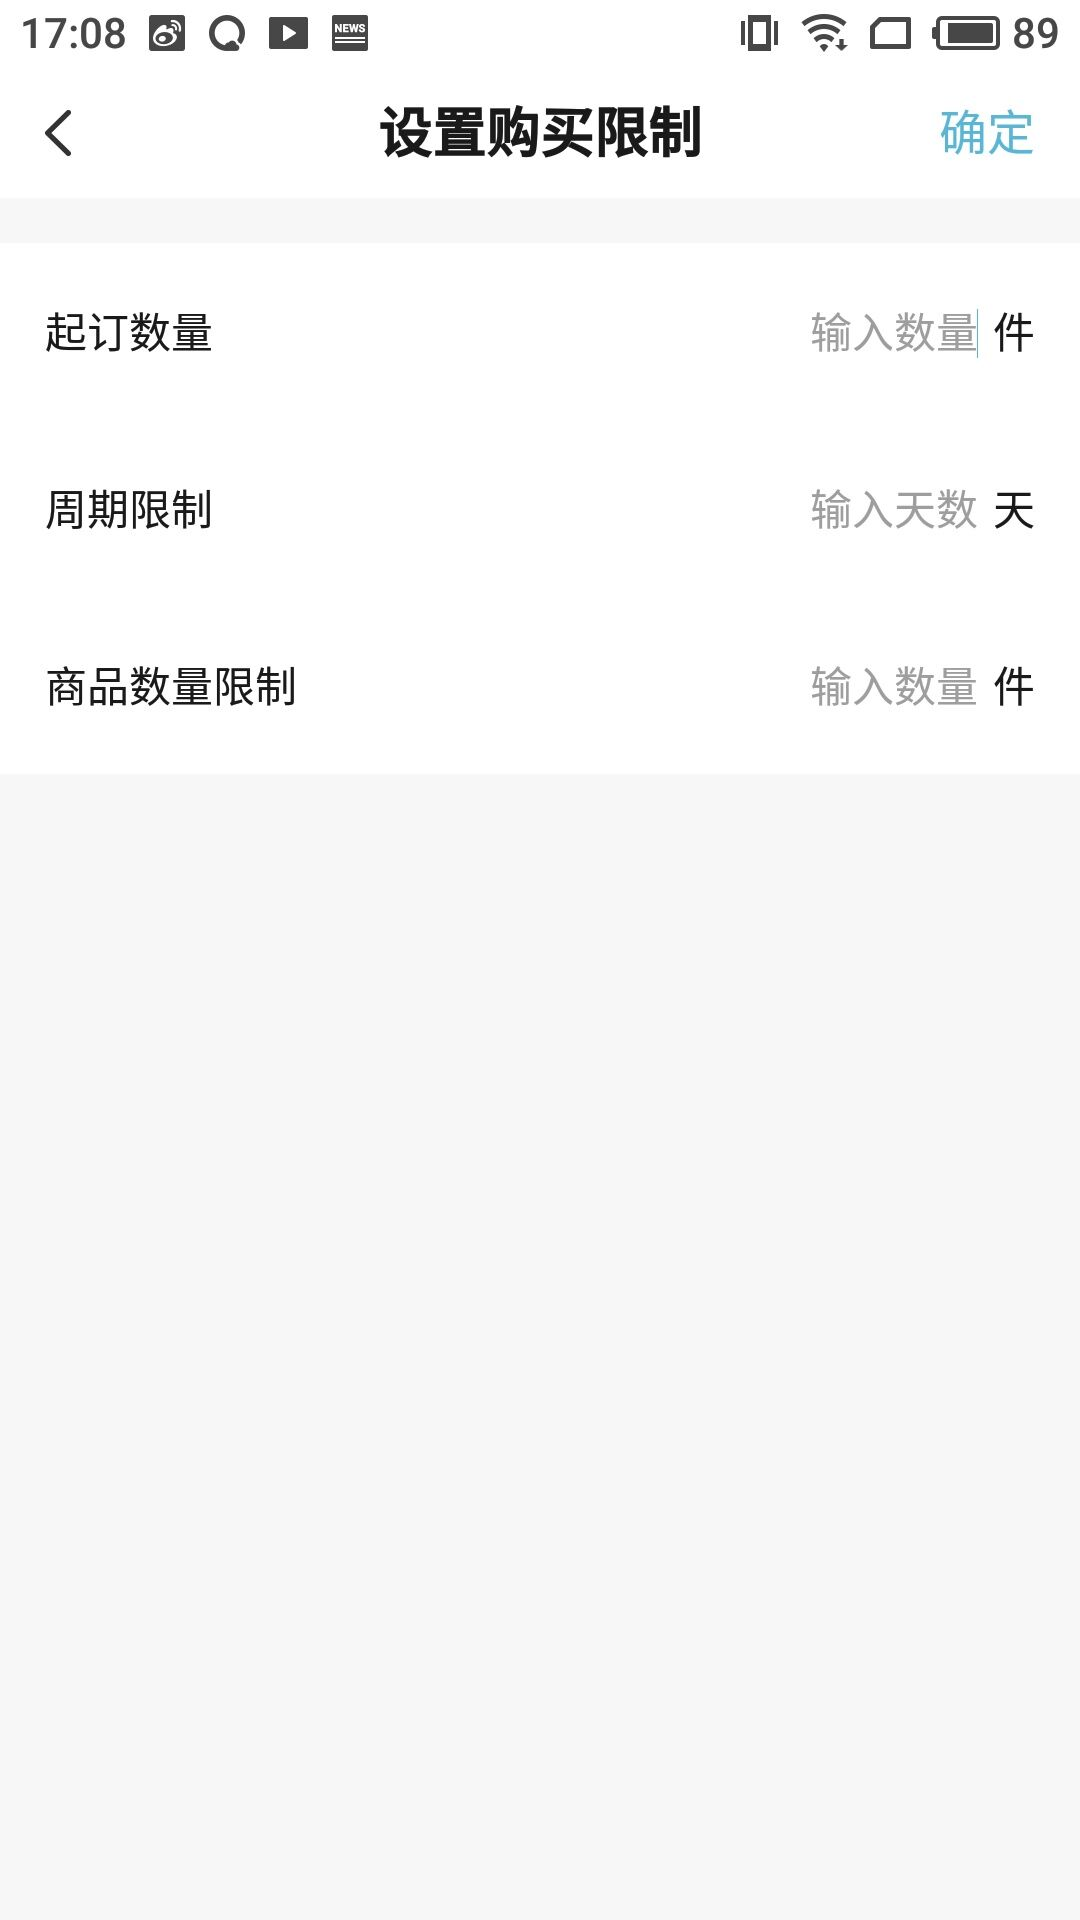 17:08 NEWS 89
设置购买限制 确定
起订数量 输入数量 件
周期限制 输入天数 天
商品数量限制 输入数量 件